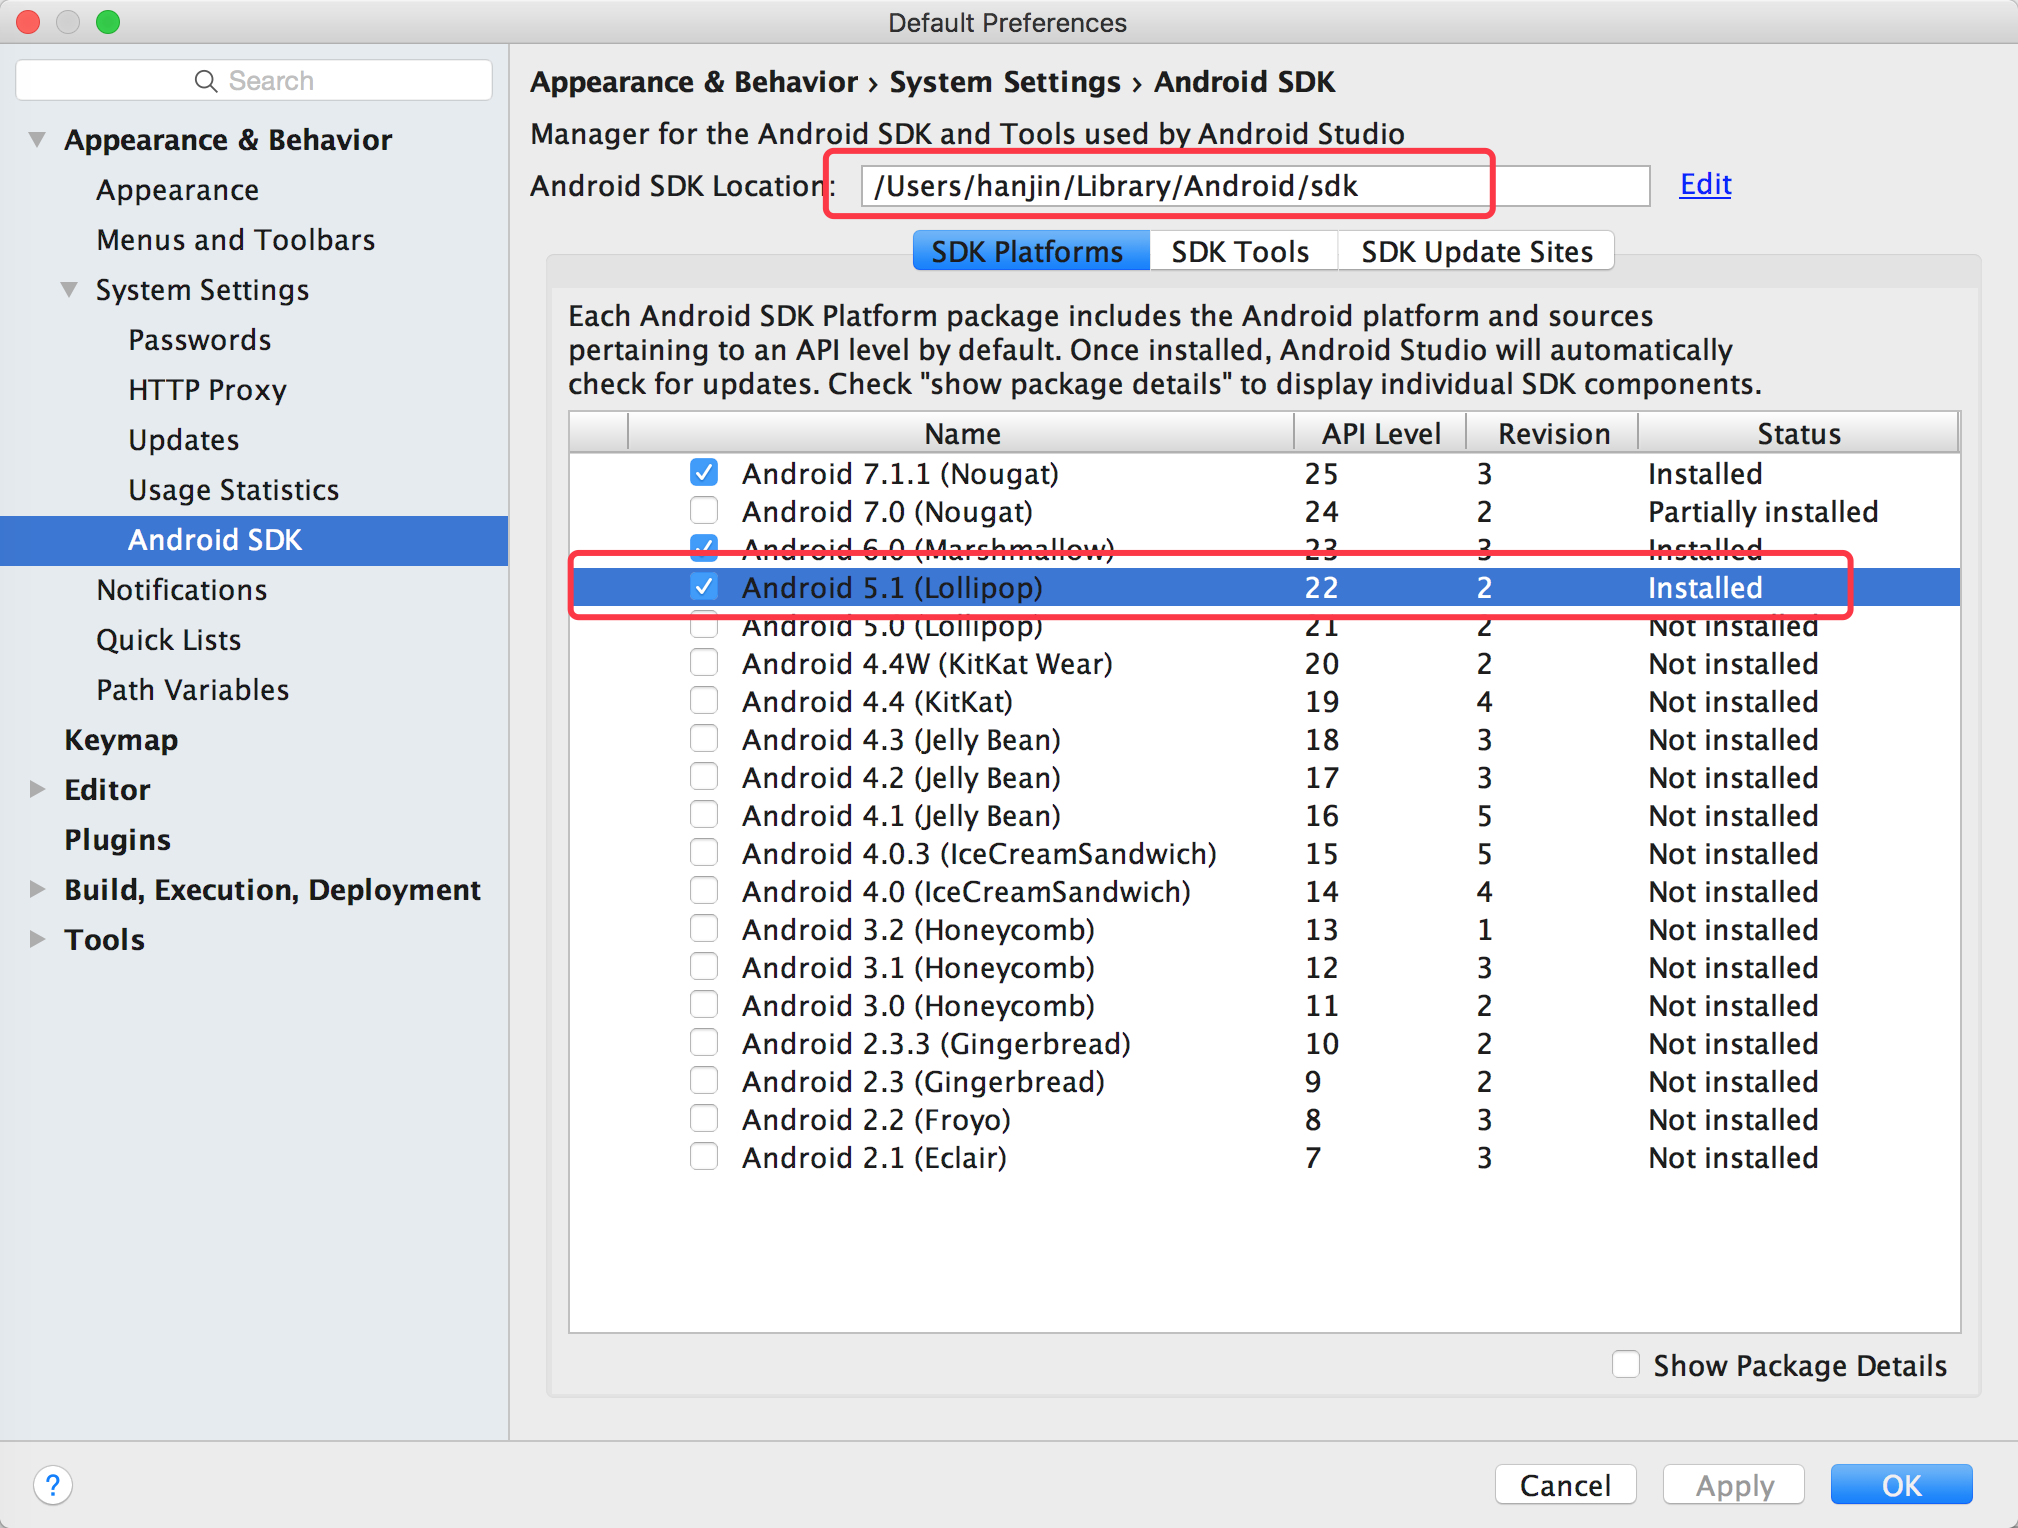 Default Preferences
Search
Appearance & Behavior
Appearance
Menus and Toolbars
System Settings
Passwords
HTTP Proxy
Updates
Usage Statistics
Android SDK
Notifications
Quick Lists
Path Variables
Keymap
Editor
Plugins
Build, Execution, Deployment
Tools
Appearance & Behavior › System Settings › Android SDK
Manager for the Android SDK and Tools used by Android Studio
Android SDK Location: /Users/hanjin/Library/Android/sdk Edit
SDK Platforms SDK Tools SDK Update Sites
Each Android SDK Platform package includes the Android platform and sources
pertaining to an API level by default. Once installed, Android Studio will automatically
check for updates. Check "show package details" to display individual SDK components.
Name API Level Revision Status
Android 7.1.1 (Nougat) 25 3 Installed
Android 7.0 (Nougat) 24 2 Partially installed
Android 6.0 (Marshmallow) 23 3 Installed
Android 5.1 (Lollipop) 22 2 Installed
Android 5.0 (Lollipop) 21 2 Not installed
Android 4.4W (KitKat Wear) 20 2 Not installed
Android 4.4 (KitKat) 19 4 Not installed
Android 4.3 (Jelly Bean) 18 3 Not installed
Android 4.2 (Jelly Bean) 17 3 Not installed
Android 4.1 (Jelly Bean) 16 5 Not installed
Android 4.0.3 (IceCreamSandwich) 15 5 Not installed
Android 4.0 (IceCreamSandwich) 14 4 Not installed
Android 3.2 (Honeycomb) 13 1 Not installed
Android 3.1 (Honeycomb) 12 3 Not installed
Android 3.0 (Honeycomb) 11 2 Not installed
Android 2.3.3 (Gingerbread) 10 2 Not installed
Android 2.3 (Gingerbread) 9 2 Not installed
Android 2.2 (Froyo) 8 3 Not installed
Android 2.1 (Eclair) 7 3 Not installed
Show Package Details
? Cancel Apply OK